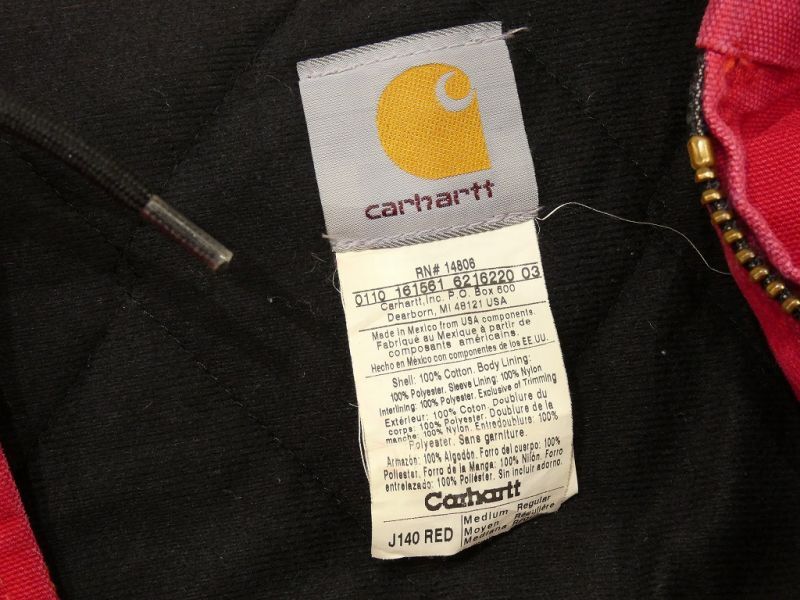 carhartt
RN# 14806
0110 161561 6216220 03
Carhartt,Inc. P.O. Box 600
Dearborn, MI 48121 USA
Made in Mexico from USA components.
Fabriqué au Mexique à partir de
composants américains.
Hecho en México con componentes de los EE.UU.
Shell: 100% Cotton. Body Lining:
100% Polyester. Sleeve Lining: 100% Nylon
Interlining: 100% Polyester. Exclusive of Trimming
Extérieur: 100% Coton. Doublure du
corps: 100% Polyester. Doublure de la
manche: 100% Nylon. Entredoublure: 100%
Polyester. Sans garniture.
Armazón: 100% Algodón. Forro del cuerpo: 100%
Poliester. Forro de la Manga: 100% Nilón. Forro
entrelazado: 100% Poliester. Sin incluir adorno.
Carhartt
J140 RED
Medium Regular
Moyen Regulière
Mediano